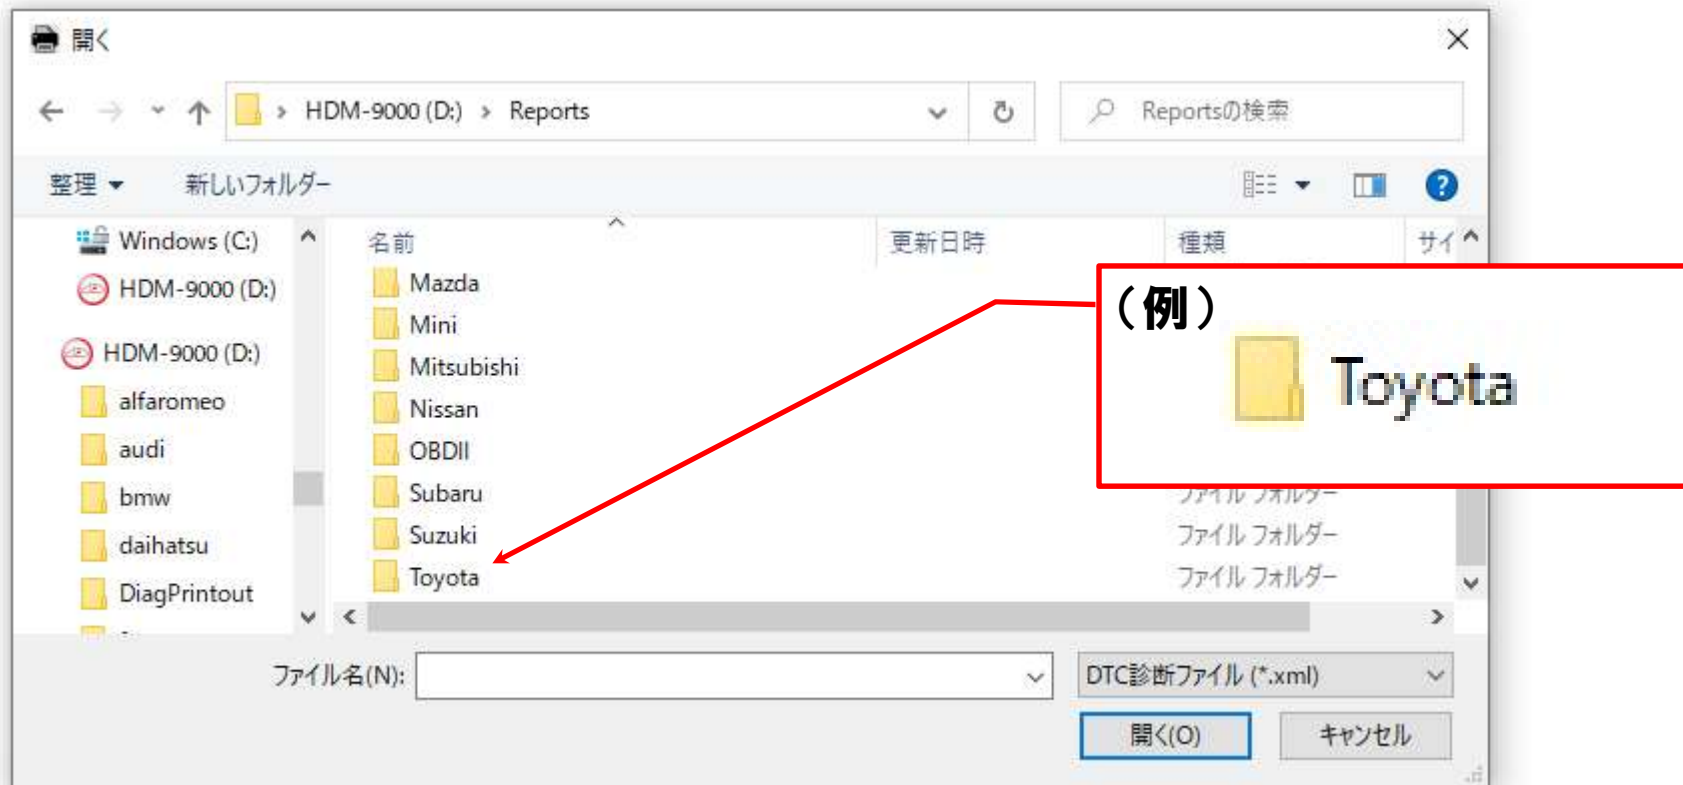 開く
HDM-9000 (D:) › Reports
Reportsの検索
整理
新しいフォルダー
Windows (C:)
HDM-9000 (D:)
HDM-9000 (D:)
alfaromeo
audi
bmw
daihatsu
DiagPrintout
名前
更新日時
種類
サイ
Mazda
Mini
Mitsubishi
Nissan
OBDII
Subaru
Suzuki
Toyota
ファイル フォルダー
ファイル フォルダー
ファイル フォルダー
（例）
Toyota
ファイル名(N):
DTC診断ファイル (*.xml)
開く(O)
キャンセル